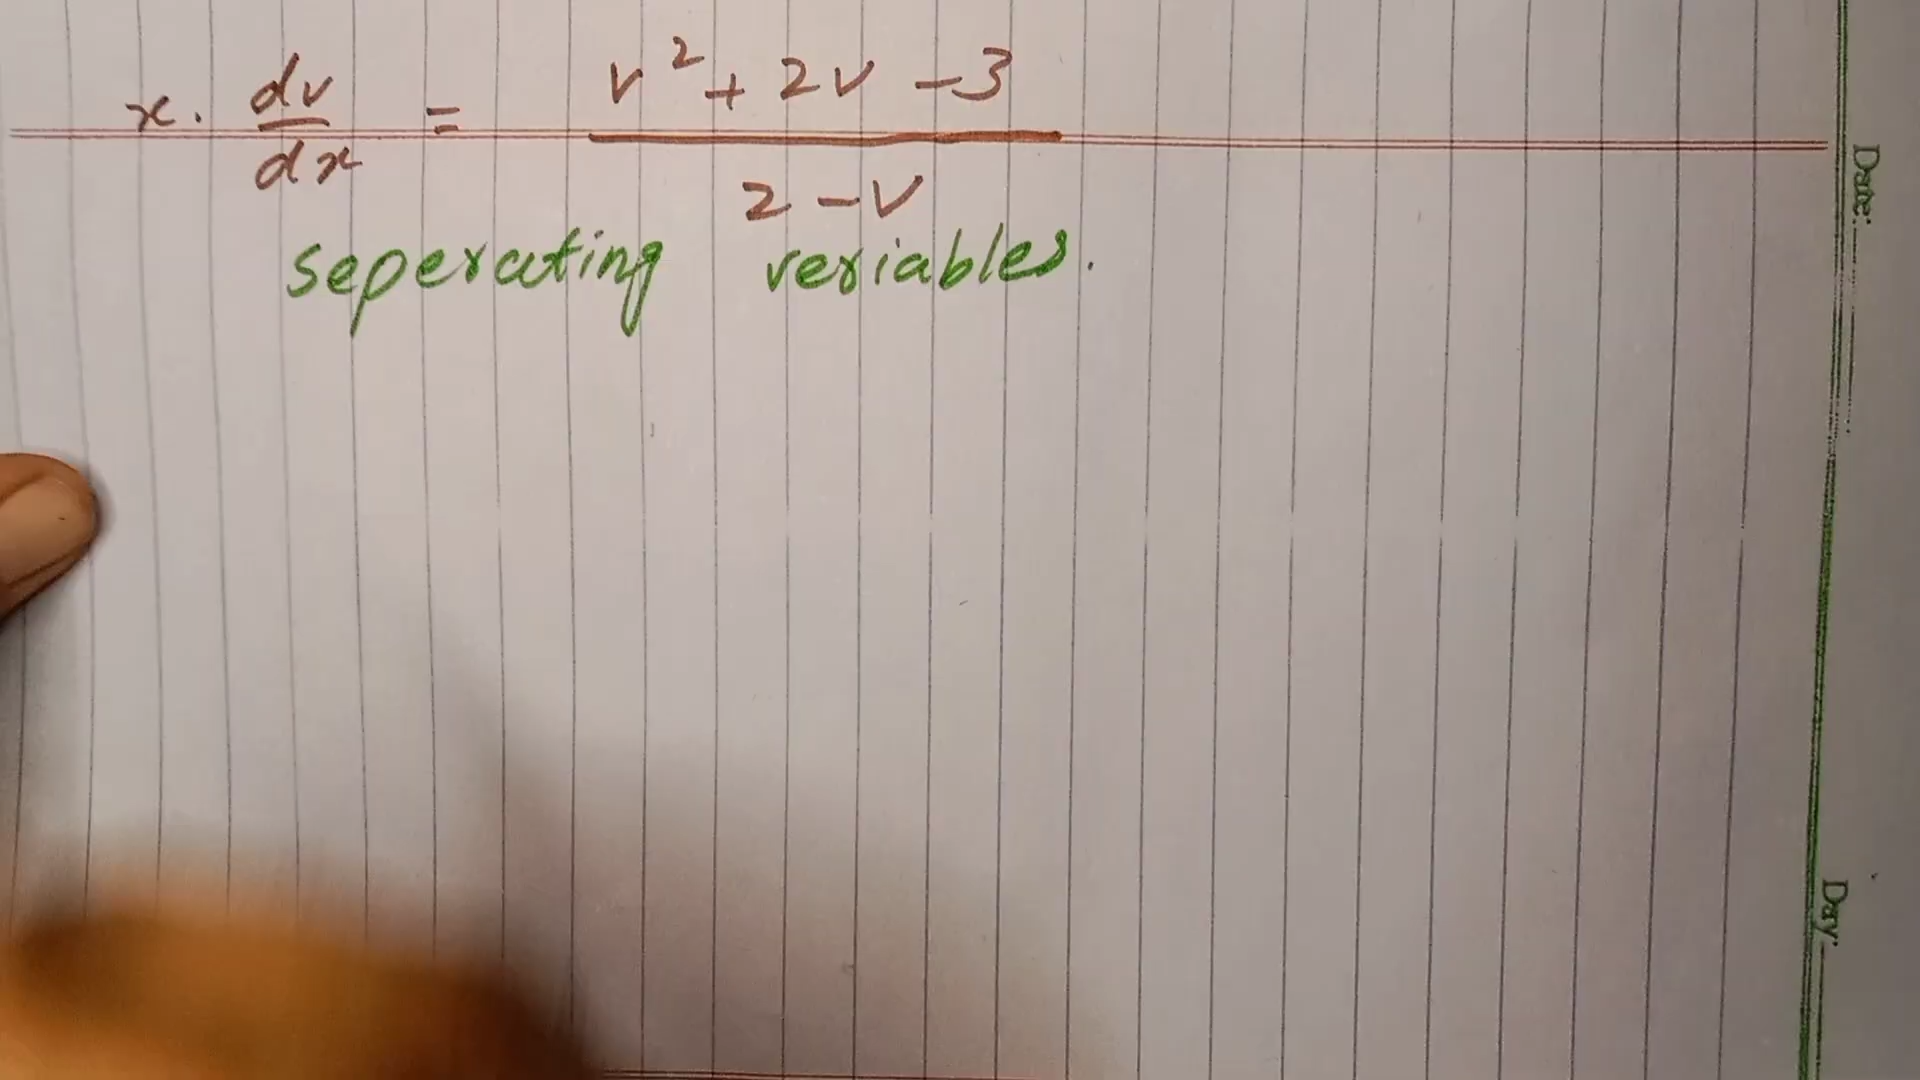 x. dv/dx = v² + 2v - 3 / 2 - v
seperating veriables.
Date:
Day: